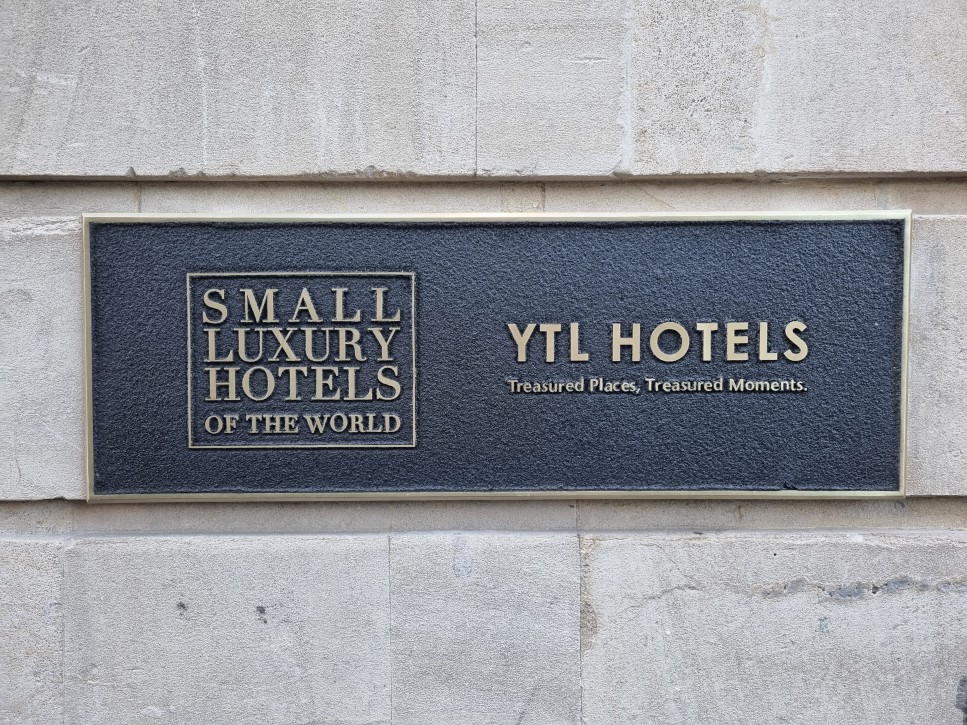 SMALL
LUXURY
HOTELS
OF THE WORLD
YTL HOTELS
Treasured Places, Treasured Moments.